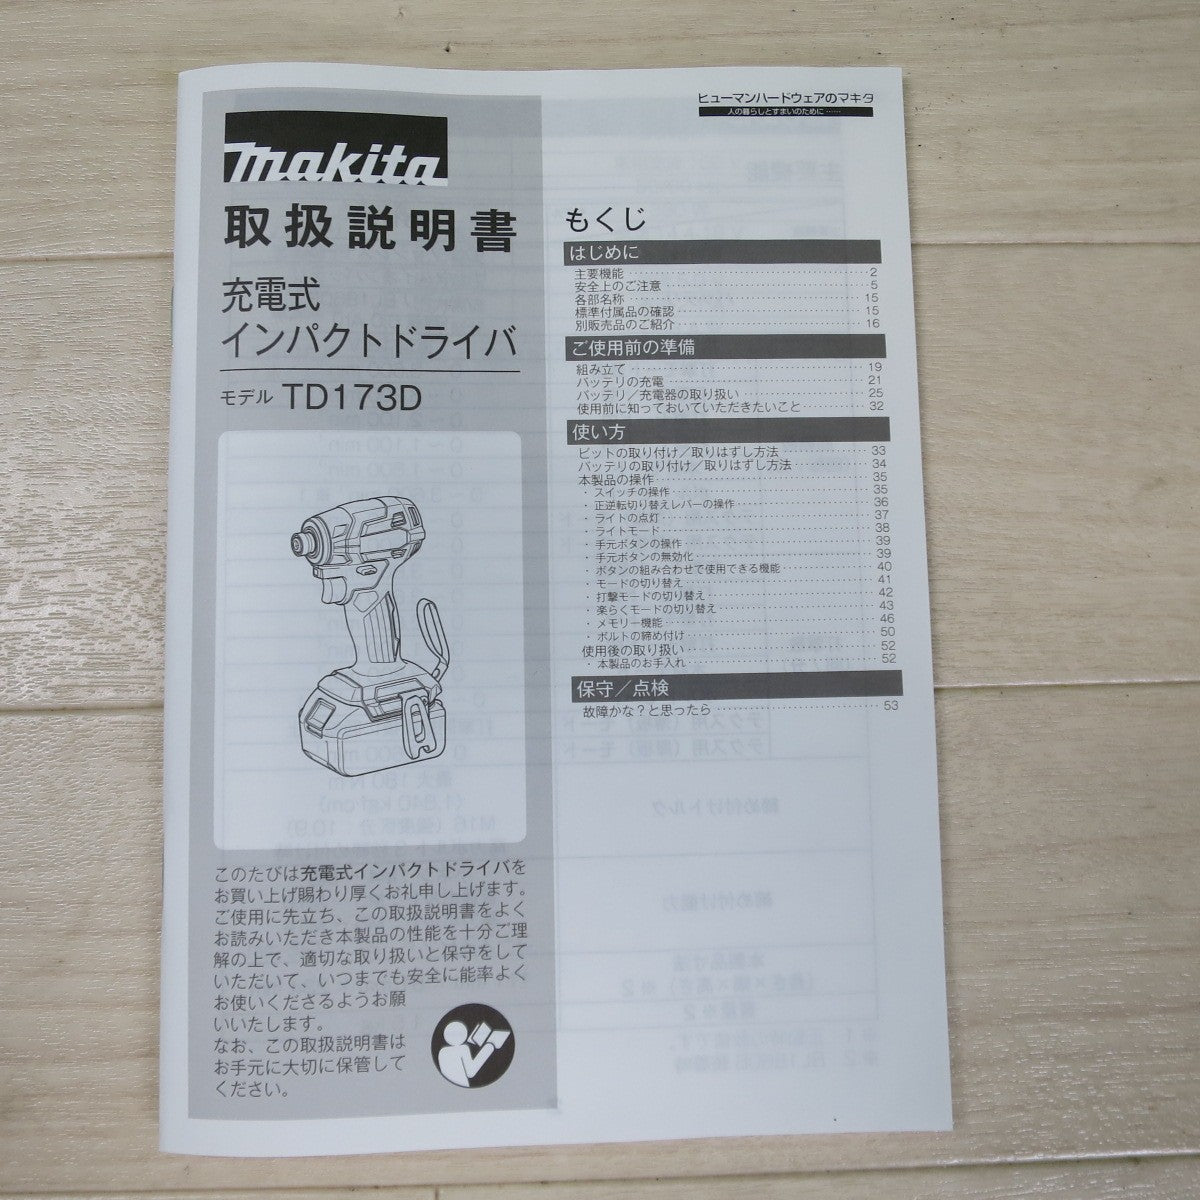 ヒューマンハードウェアのマキタ
人の暮らしとすまいのために……
makita
取扱説明書
充電式
インパクトドライバ
モデル TD173D
このたびは充電式インパクトドライバを
お買い上げ賜わり厚くお礼申し上げます。
ご使用に先立ち、この取扱説明書をよく
お読みいただき本製品の性能を十分ご理
解の上で、適切な取り扱いと保守をして
いただいて、いつまでも安全に能率よく
お使いくださるようお願
いいたします。
なお、この取扱説明書は
お手元に大切に保管して
ください。
もくじ
はじめに
主要機能 2
安全上のご注意 5
各部名称 15
標準付属品の確認 15
別販売品のご紹介 16
ご使用前の準備
組み立て 19
バッテリの充電 21
バッテリ／充電器の取り扱い 25
使用前に知っておいていただきたいこと 32
使い方
ビットの取り付け／取りはずし方法 33
バッテリの取り付け／取りはずし方法 34
本製品の操作 35
・スイッチの操作 35
・正逆転切り替えレバーの操作 36
・ライトの点灯 37
・ライトモード 38
・手元ボタンの操作 39
・手元ボタンの無効化 39
・ボタンの組み合わせで使用できる機能 40
・モードの切り替え 41
・打撃モードの切り替え 42
・楽らくモードの切り替え 43
・メモリー機能 46
・ボルトの締め付け 50
使用後の取り扱い 52
・本製品のお手入れ 52
保守／点検
故障かな？と思ったら 53